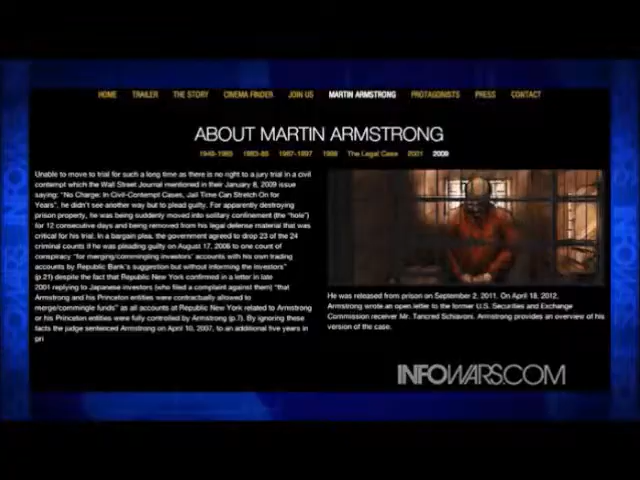 HOME TRAILER THE STORY CINEMA FINDER JOIN US MARTIN ARMSTRONG PROTAGONISTS PRESS CONTACT
ABOUT MARTIN ARMSTRONG
1949-1985 1983-85 1987-1997 1998 The Legal Case 2001 2009
Unable to move to trial for such a long time as there is no right to a jury trial in a civil
contempt which the Wall Street Journal mentioned in their January 8, 2009 issue
saying: "No Charge: In Civil-Contempt Cases, Jail Time Can Stretch On for
Years", he didn't see another way but to plead guilty. For apparently destroying
prison property, he was being suddenly moved into solitary confinement (the "hole")
for 12 consecutive days and being removed from his legal defense material that was
critical for his trial. In a bargain plea, the government agreed to drop 23 of the 24
criminal counts if he was pleading guilty on August 17, 2006 to one count of
conspiracy "for merging/commingling investors' accounts with his own trading
accounts by Republic Bank's suggestion but without informing the investors"
(p.21) despite the fact that Republic New York confirmed in a letter in late
2001 replying to Japanese investors (who filed a complaint against them) "that
Armstrong and his Princeton entities were contractually allowed to
merge/commingle funds" as all accounts at Republic New York related to Armstrong
or his Princeton entities were fully controlled by Armstrong (p.7). By ignoring these
facts the judge sentenced Armstrong on April 10, 2007, to an additional five years in
pri
He was released from prison on September 2, 2011. On April 18, 2012,
Armstrong wrote an open letter to the former U.S. Securities and Exchange
Commission receiver Mr. Tancred Schiavoni. Armstrong provides an overview of his
version of the case.
INFOWARS.COM